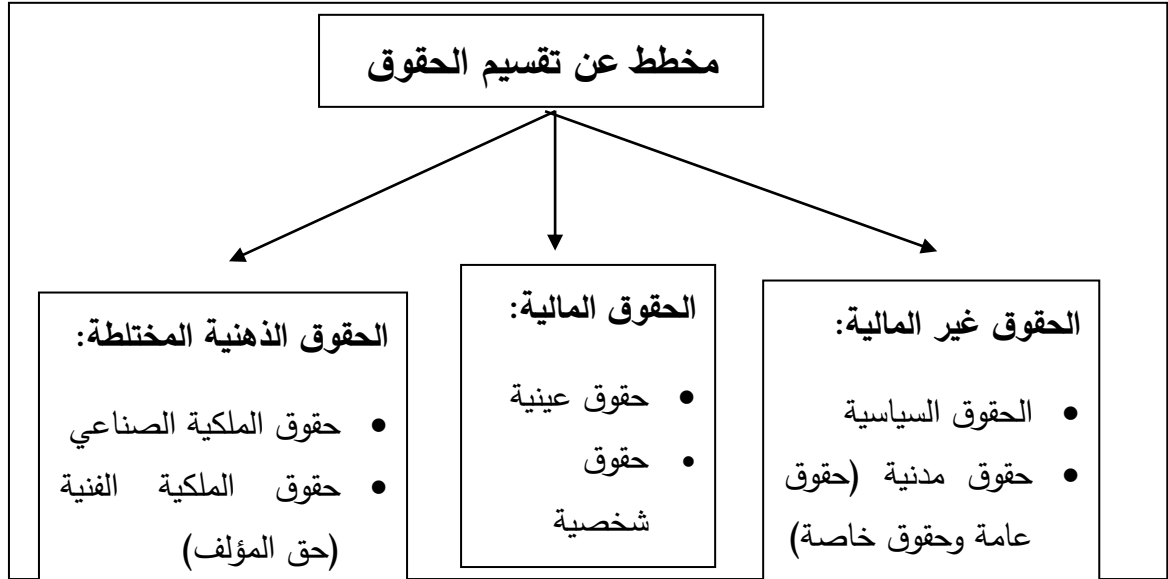 مخطط عن تقسيم الحقوق
الحقوق غير المالية:
• الحقوق السياسية
• حقوق مدنية (حقوق
عامة وحقوق خاصة)
الحقوق المالية:
• حقوق عينية
• حقوق
شخصية
الحقوق الذهنية المختلطة:
• حقوق الملكية الصناعي
• حقوق الملكية الفنية
(حق المؤلف)